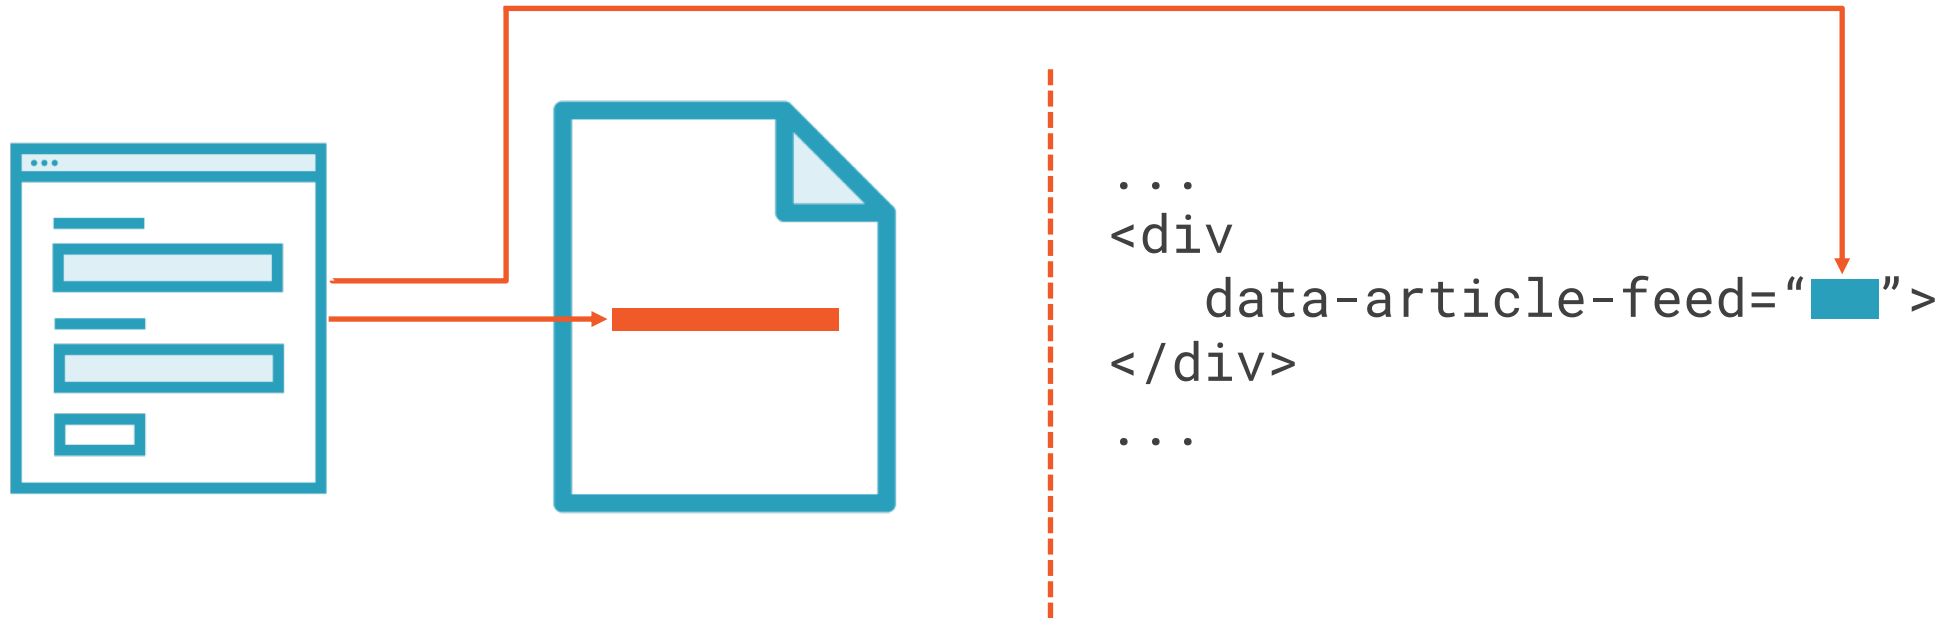 ...
<div
data-article-feed=“ ”>
</div>
...